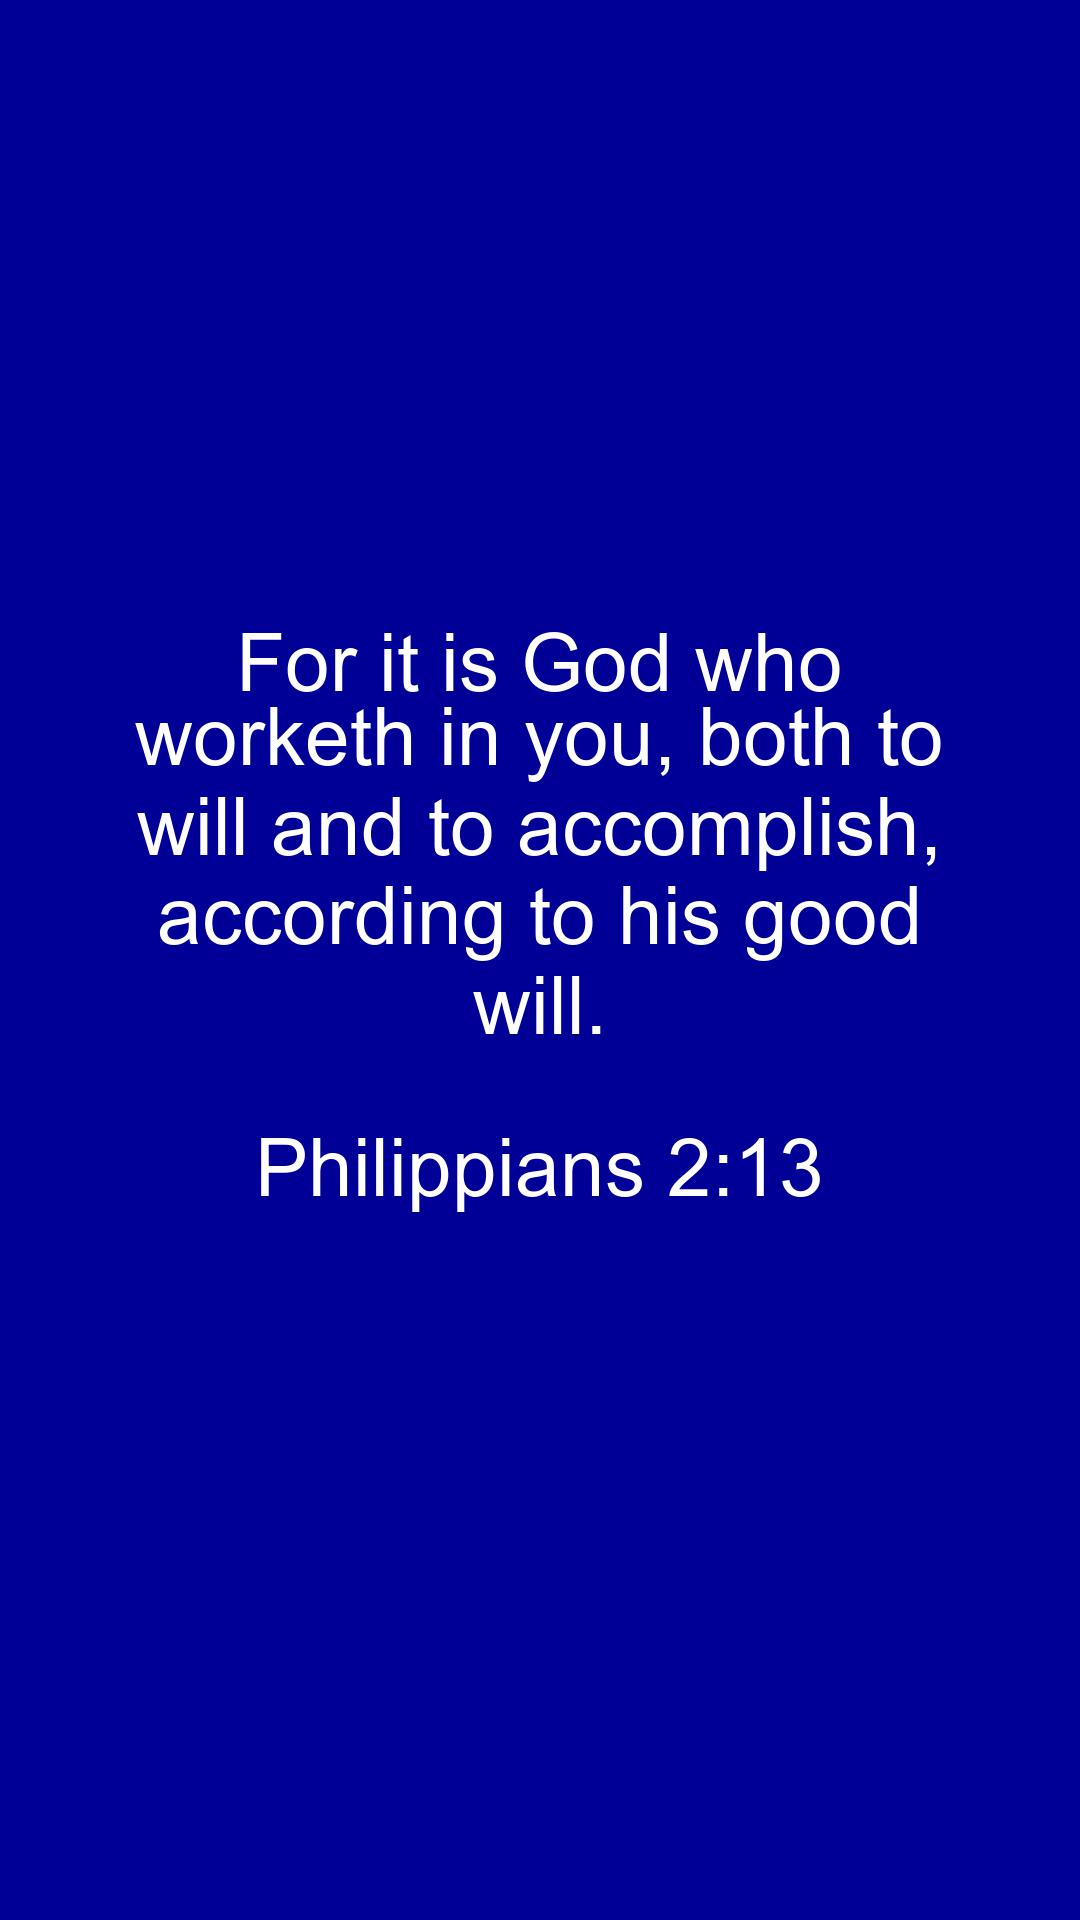 For it is God who
worketh in you, both to
will and to accomplish,
according to his good
will.
Philippians 2:13